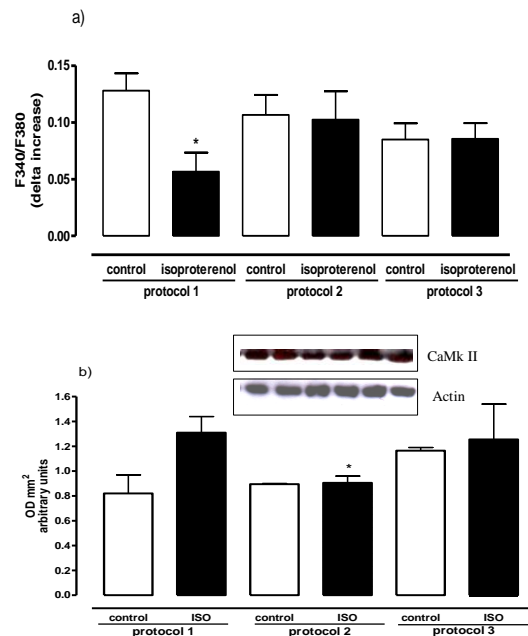 a)
F340/F380
(delta increase)
0.15
0.10
0.05
0.00
*
control isoproterenol control isoproterenol control isoproterenol
protocol 1 protocol 2 protocol 3
b)
CaMk II
Actin
OD mm²
arbitrary units
1.6
1.4
1.2
1.0
0.8
0.6
0.4
0.2
0.0
*
control ISO control ISO control ISO
protocol 1 protocol 2 protocol 3